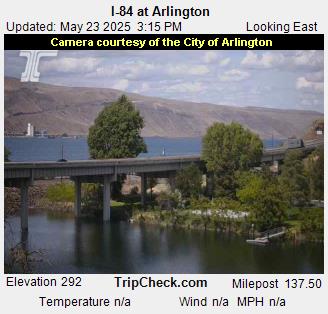 I-84 at Arlington
Updated: May 23 2025 3:15 PM Looking East
Camera courtesy of the City of Arlington
Elevation 292 TripCheck.com Milepost 137.50
Temperature n/a Wind n/a MPH n/a